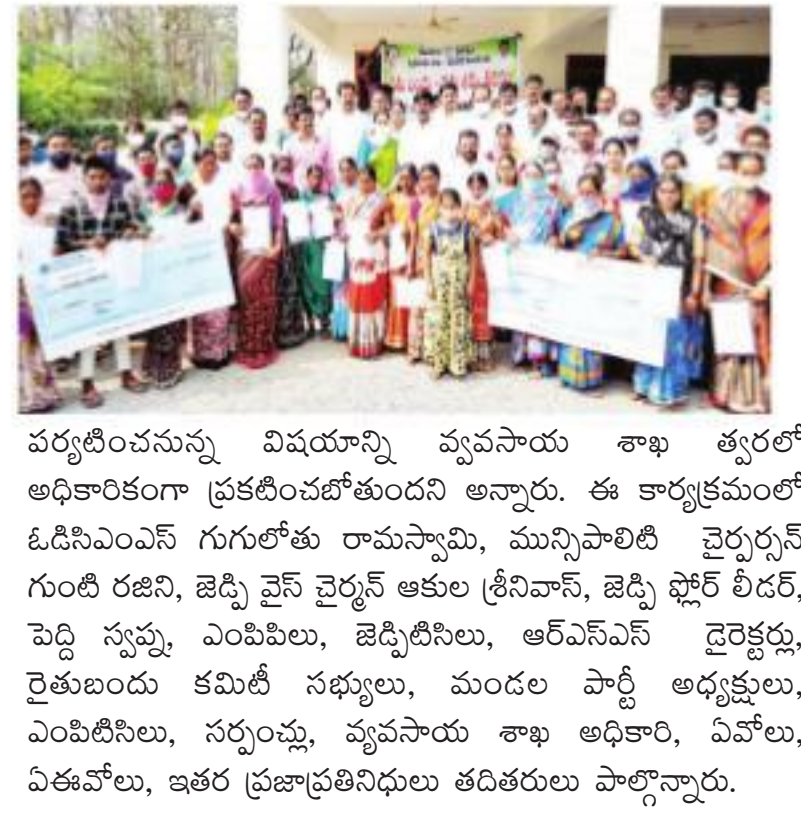 పర్యటించనున్న విషయాన్ని వ్వవసాయ శాఖ త్వరలో
అధికారికంగా ప్రకటించబోతుందని అన్నారు. ఈ కార్యక్రమంలో
ఓడిసిఎంఎస్ గుగులోతు రామస్వామి, మున్సిపాలిటి చైర్పర్సన్
గుంటి రజిని, జెడ్పి వైస్ చైర్మన్ ఆకుల శ్రీనివాస్, జెడ్పి ఫ్లోర్ లీడర్,
పెద్ది స్వప్న, ఎంపిపిలు, జెడ్పిటిసిలు, ఆర్ఎస్ఎస్ డైరెక్టర్లు,
రైతుబందు కమిటీ సభ్యులు, మండల పార్టీ అధ్యక్షులు,
ఎంపిటిసిలు, సర్పంచ్లు, వ్యవసాయ శాఖ అధికారి, ఏవోలు,
ఏఈవోలు, ఇతర ప్రజాప్రతినిధులు తదితరులు పాల్గొన్నారు.